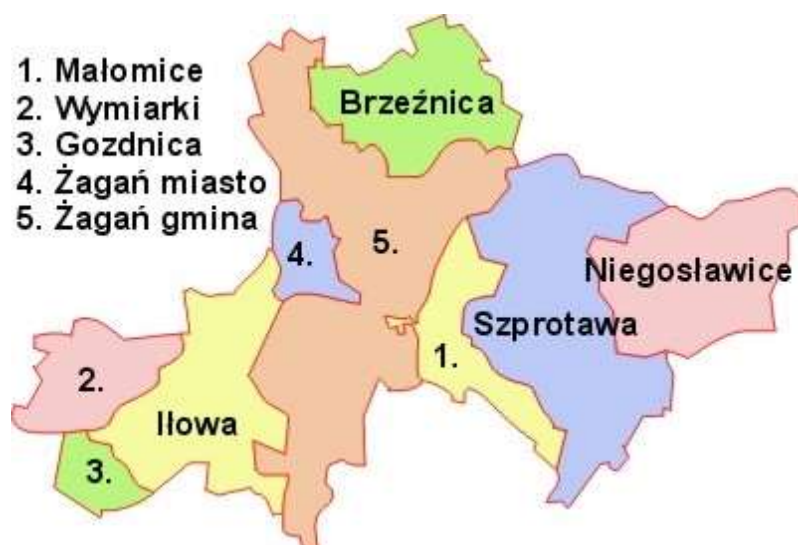 1. Małomice
2. Wymiarki
3. Gozdnica
4. Żagań miasto
5. Żagań gmina
Brzeźnica
4.
5.
Niegosławice
Szprotawa
1.
2.
Iłowa
3.